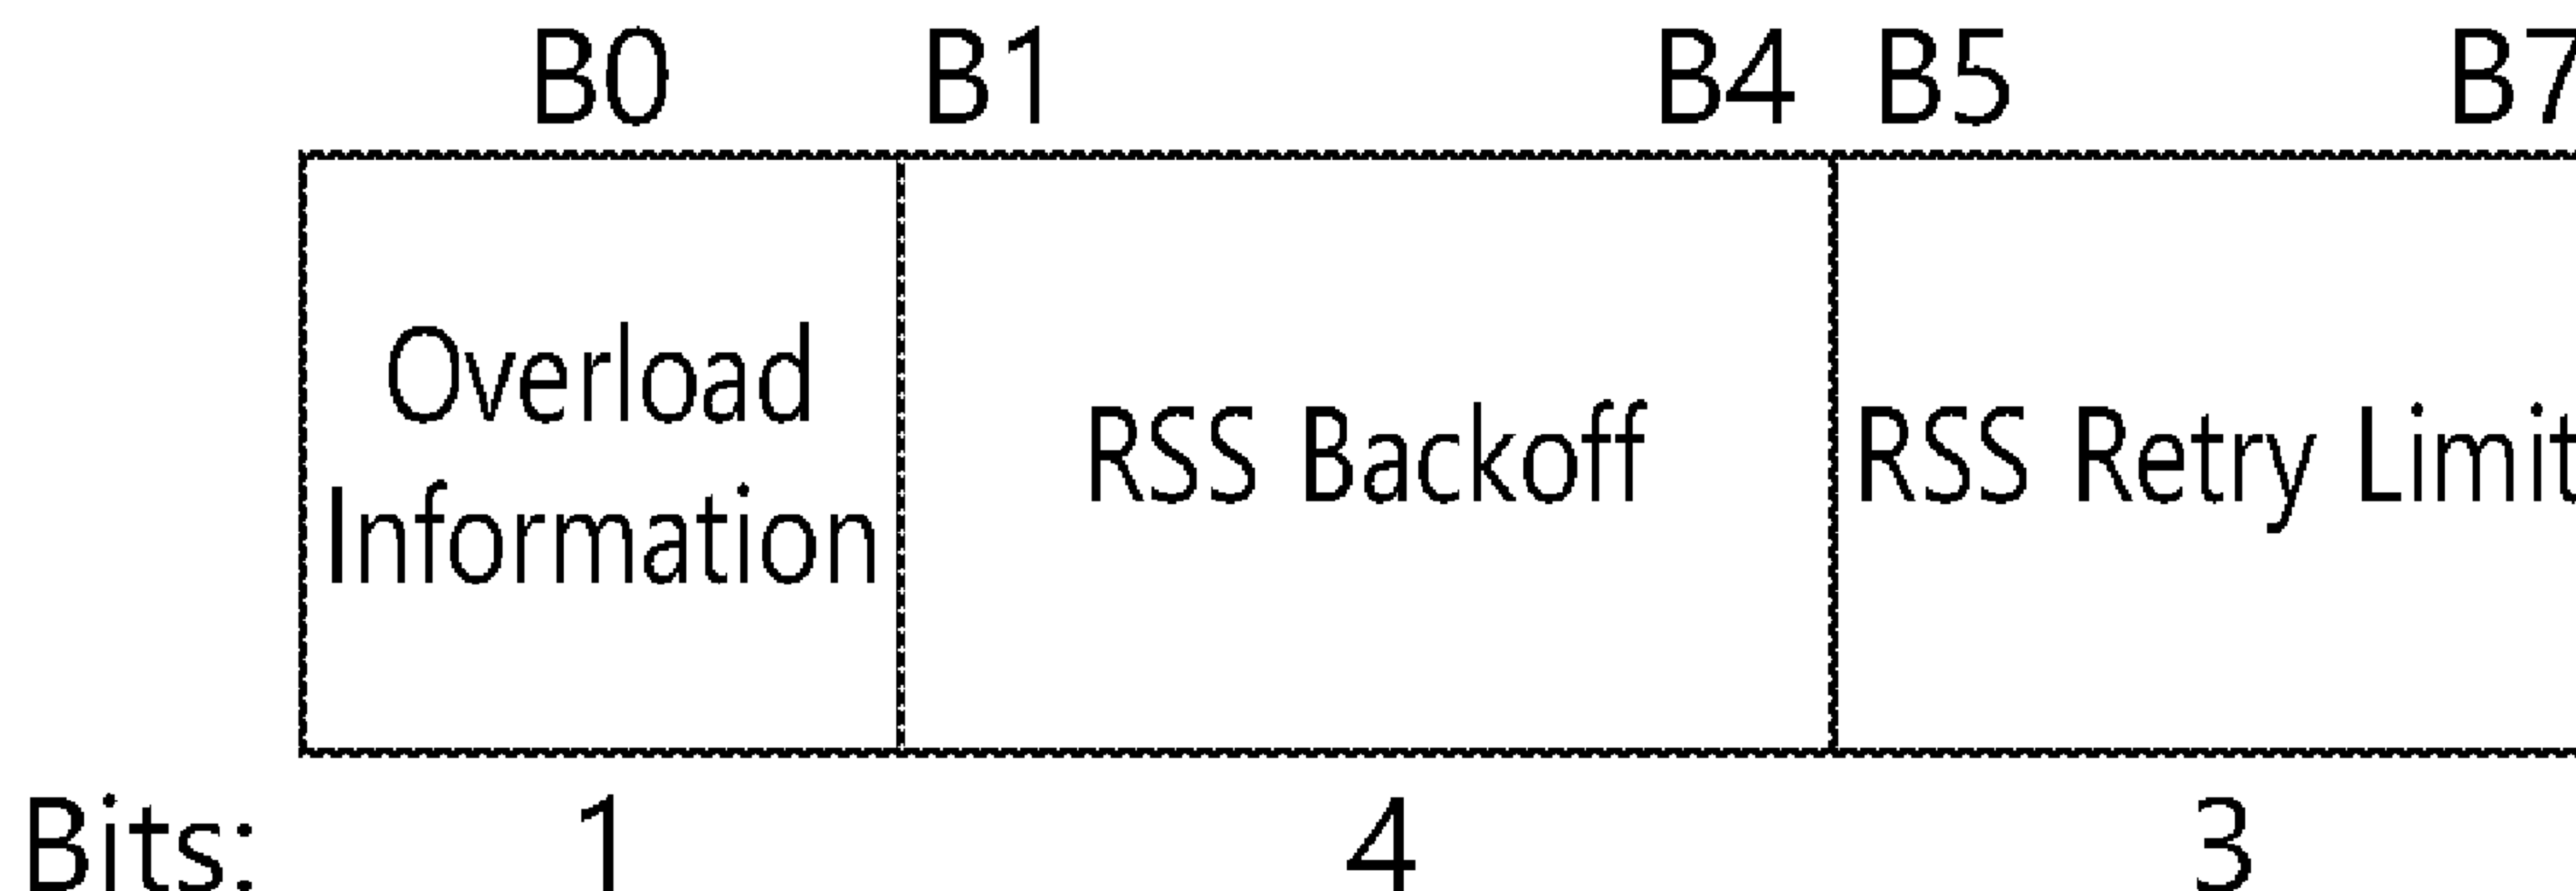 B0 B1 B4 B5 B7
Overload
Information
RSS Backoff
RSS Retry Limit
Bits: 1 4 3